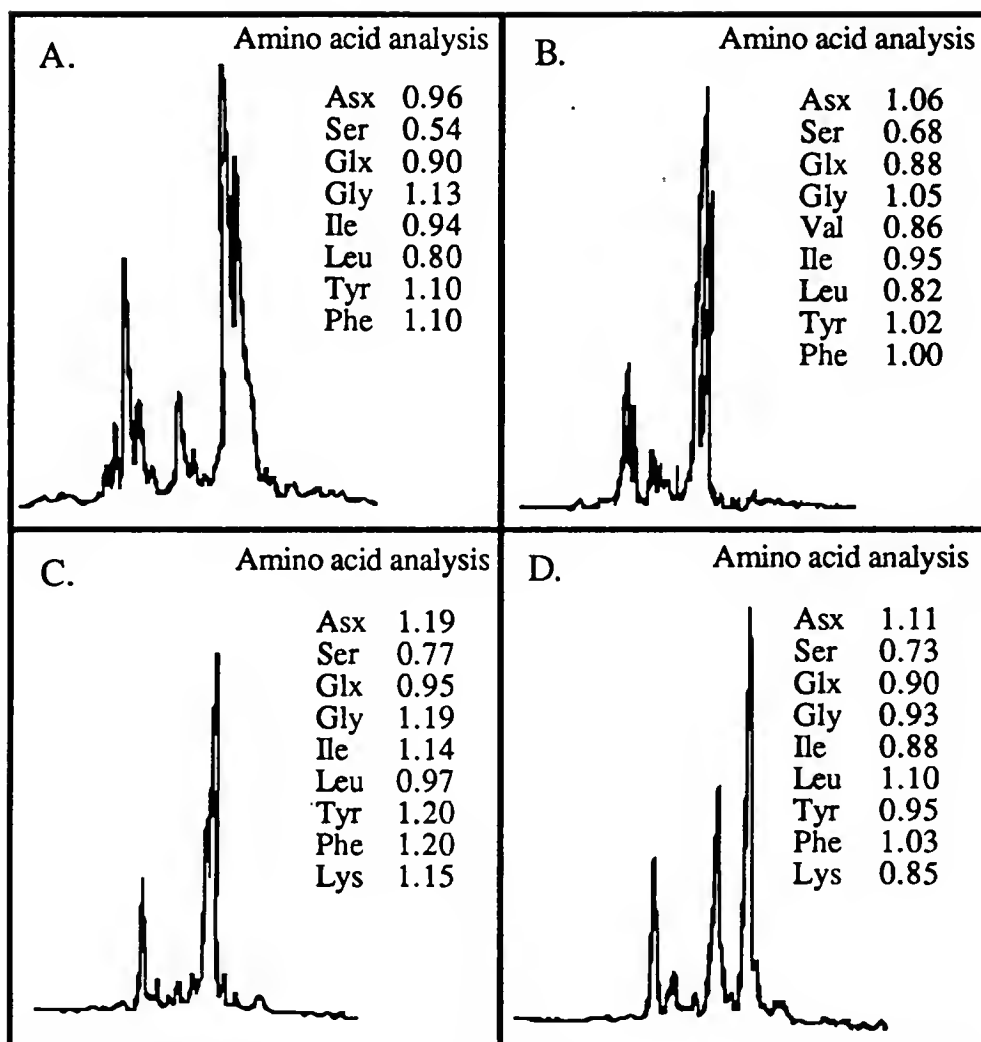 A.
Amino acid analysis
Asx 0.96
Ser 0.54
Glx 0.90
Gly 1.13
Ile 0.94
Leu 0.80
Tyr 1.10
Phe 1.10
B.
Amino acid analysis
Asx 1.06
Ser 0.68
Glx 0.88
Gly 1.05
Val 0.86
Ile 0.95
Leu 0.82
Tyr 1.02
Phe 1.00
C.
Amino acid analysis
Asx 1.19
Ser 0.77
Glx 0.95
Gly 1.19
Ile 1.14
Leu 0.97
Tyr 1.20
Phe 1.20
Lys 1.15
D.
Amino acid analysis
Asx 1.11
Ser 0.73
Glx 0.90
Gly 0.93
Ile 0.88
Leu 1.10
Tyr 0.95
Phe 1.03
Lys 0.85